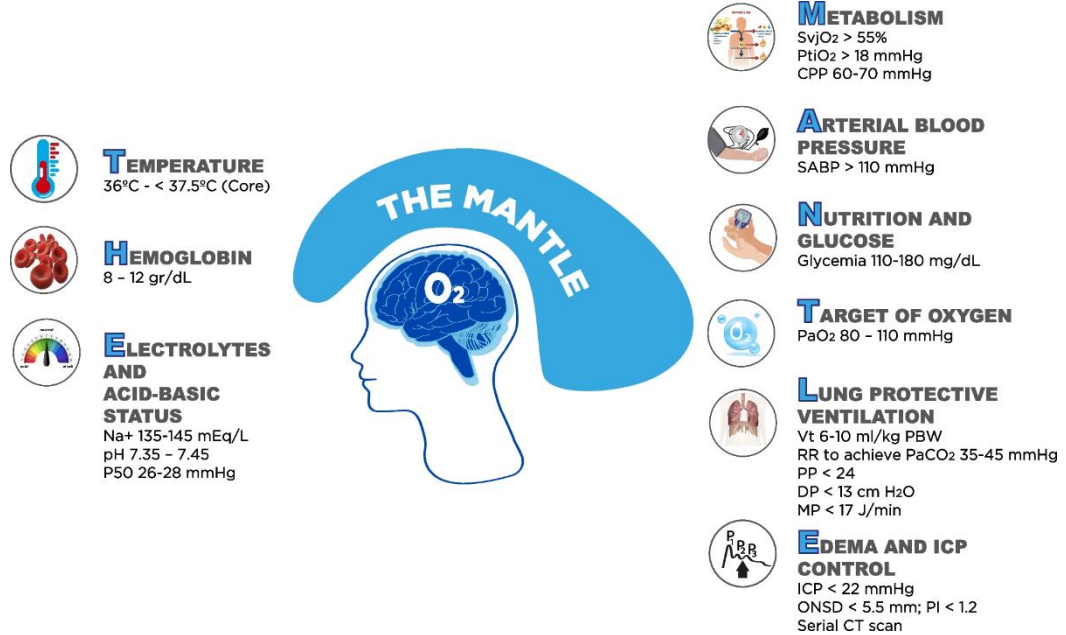 THE MANTLE
O2
TEMPERATURE
36ºC - < 37.5ºC (Core)
HEMOGLOBIN
8 – 12 gr/dL
ELECTROLYTES
AND
ACID-BASIC
STATUS
Na+ 135-145 mEq/L
pH 7.35 – 7.45
P50 26-28 mmHg
METABOLISM
SvjO2 > 55%
PtiO2 > 18 mmHg
CPP 60-70 mmHg
ARTERIAL BLOOD
PRESSURE
SABP > 110 mmHg
NUTRITION AND
GLUCOSE
Glycemia 110-180 mg/dL
O2
TARGET OF OXYGEN
PaO2 80 – 110 mmHg
LUNG PROTECTIVE
VENTILATION
Vt 6-10 ml/kg PBW
RR to achieve PaCO2 35-45 mmHg
PP < 24
DP < 13 cm H2O
MP < 17 J/min
P1 P2 P3
EDEMA AND ICP
CONTROL
ICP < 22 mmHg
ONSD < 5.5 mm; PI < 1.2
Serial CT scan